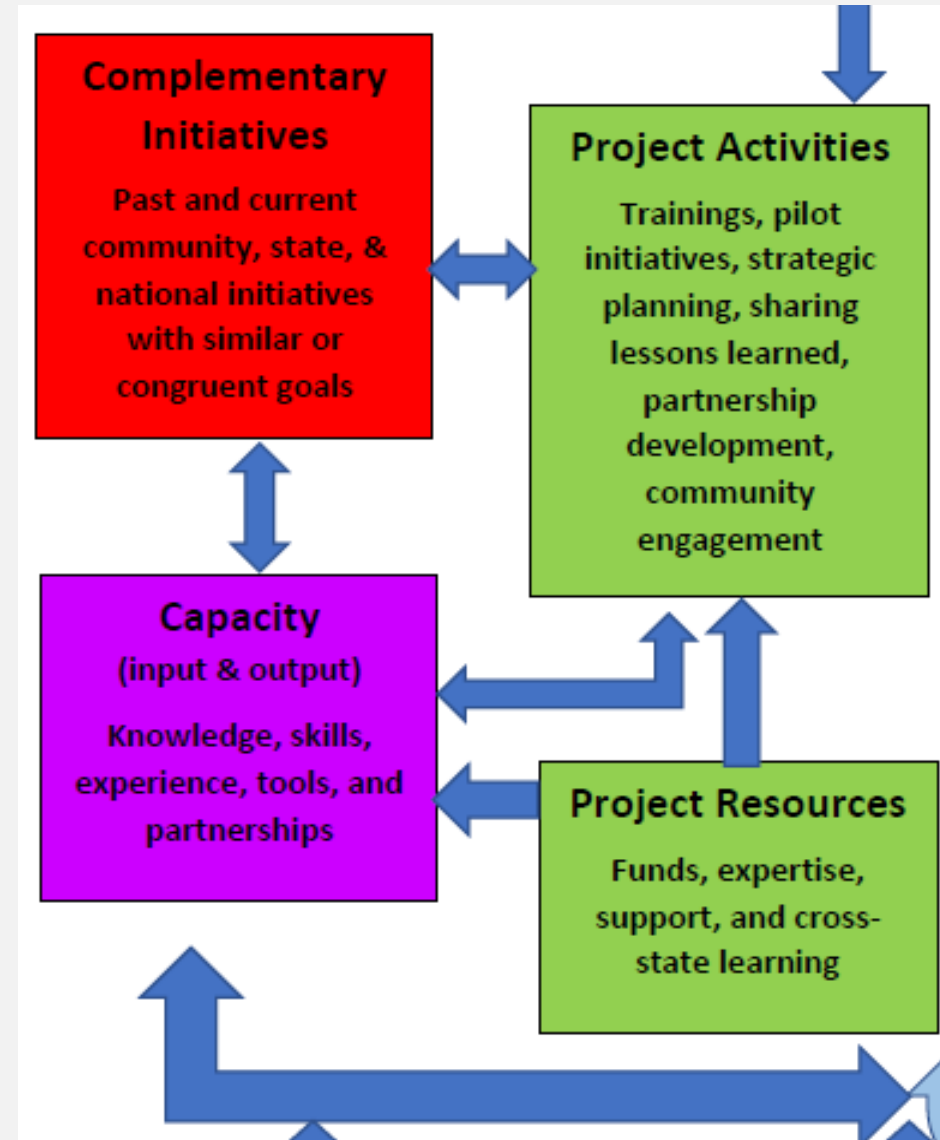 Complementary
Initiatives
Past and current
community, state, &
national initiatives
with similar or
congruent goals
Project Activities
Trainings, pilot
initiatives, strategic
planning, sharing
lessons learned,
partnership
development,
community
engagement
Capacity
(input & output)
Knowledge, skills,
experience, tools, and
partnerships
Project Resources
Funds, expertise,
support, and cross-
state learning